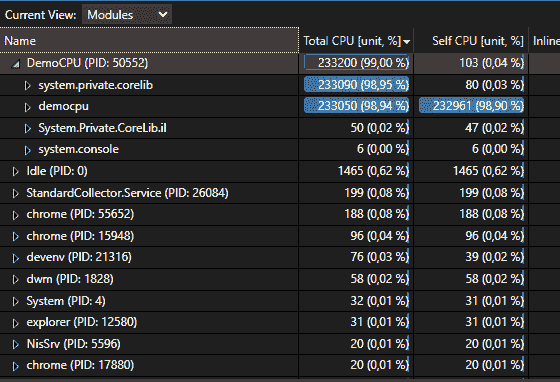 Current View: Modules
Name Total CPU [unit, %] Self CPU [unit, %] Inline
DemoCPU (PID: 50552) 233200 (99,00 %) 103 (0,04 %)
system.private.corelib 233090 (98,95 %) 80 (0,03 %)
democpu 233050 (98,94 %) 232961 (98,90 %)
System.Private.CoreLib.il 50 (0,02 %) 47 (0,02 %)
system.console 6 (0,00 %) 6 (0,00 %)
Idle (PID: 0) 1465 (0,62 %) 1465 (0,62 %)
StandardCollector.Service (PID: 26084) 199 (0,08 %) 199 (0,08 %)
chrome (PID: 55652) 188 (0,08 %) 188 (0,08 %)
chrome (PID: 15948) 96 (0,04 %) 96 (0,04 %)
devenv (PID: 21316) 76 (0,03 %) 39 (0,02 %)
dwm (PID: 1828) 58 (0,02 %) 58 (0,02 %)
System (PID: 4) 32 (0,01 %) 31 (0,01 %)
explorer (PID: 12580) 31 (0,01 %) 31 (0,01 %)
NisSrv (PID: 5596) 20 (0,01 %) 20 (0,01 %)
chrome (PID: 17880) 20 (0,01 %) 20 (0,01 %)